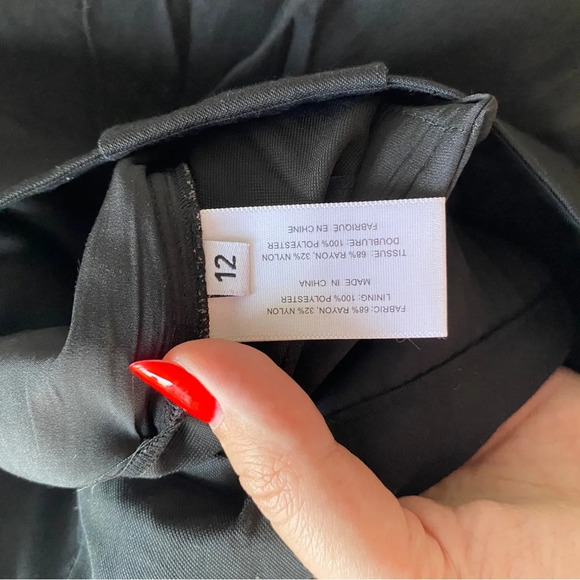 FABRIC: 68% RAYON, 32% NYLON
LINING: 100% POLYESTER
MADE IN CHINA
TISSUE: 68% RAYON, 32% NYLON
DOUBLURE: 100% POLYESTER
FABRIQUE EN CHINE
12